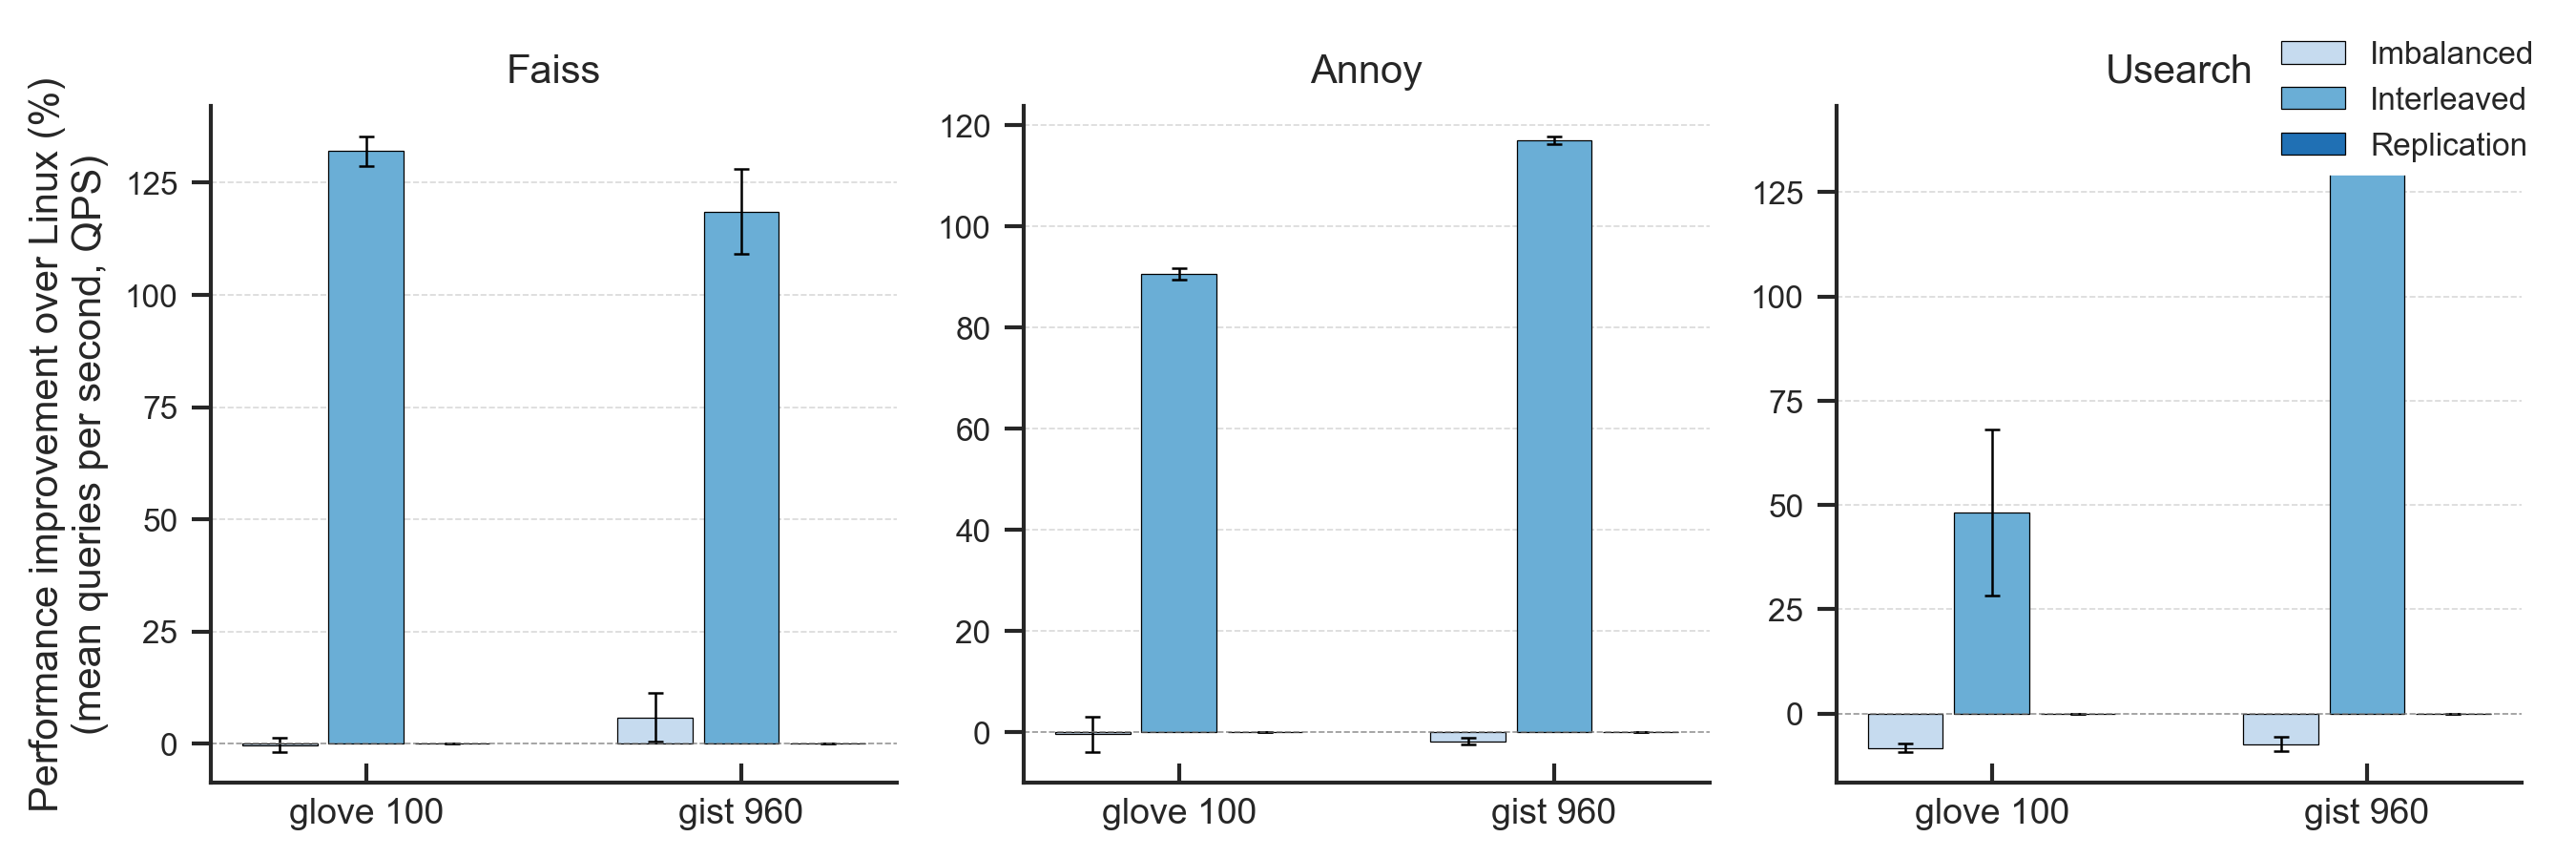 Performance improvement over Linux (%)
(mean queries per second, QPS)
Faiss
125
100
75
50
25
0
glove 100
gist 960
Annoy
120
100
80
60
40
20
0
glove 100
gist 960
Usearch
125
100
75
50
25
0
glove 100
gist 960
Imbalanced
Interleaved
Replication